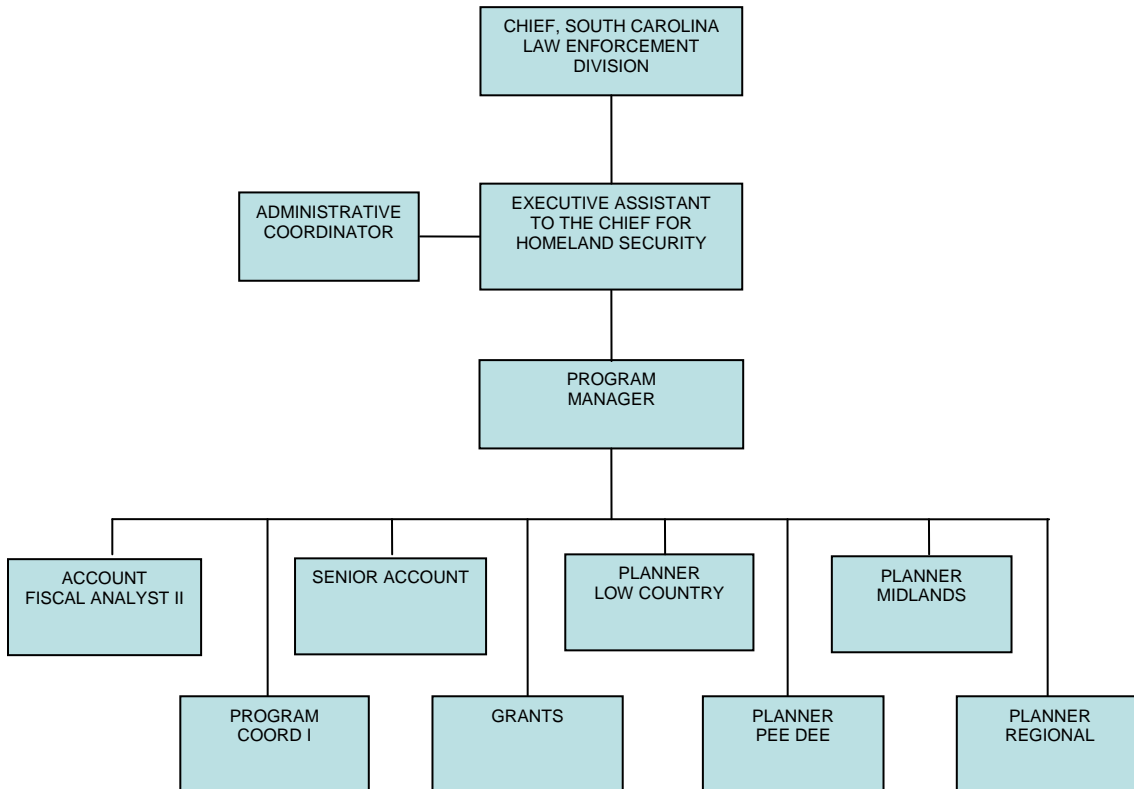 CHIEF, SOUTH CAROLINA
LAW ENFORCEMENT
DIVISION
ADMINISTRATIVE
COORDINATOR
EXECUTIVE ASSISTANT
TO THE CHIEF FOR
HOMELAND SECURITY
PROGRAM
MANAGER
ACCOUNT
FISCAL ANALYST II
SENIOR ACCOUNT
PLANNER
LOW COUNTRY
PLANNER
MIDLANDS
PROGRAM
COORD I
GRANTS
PLANNER
PEE DEE
PLANNER
REGIONAL